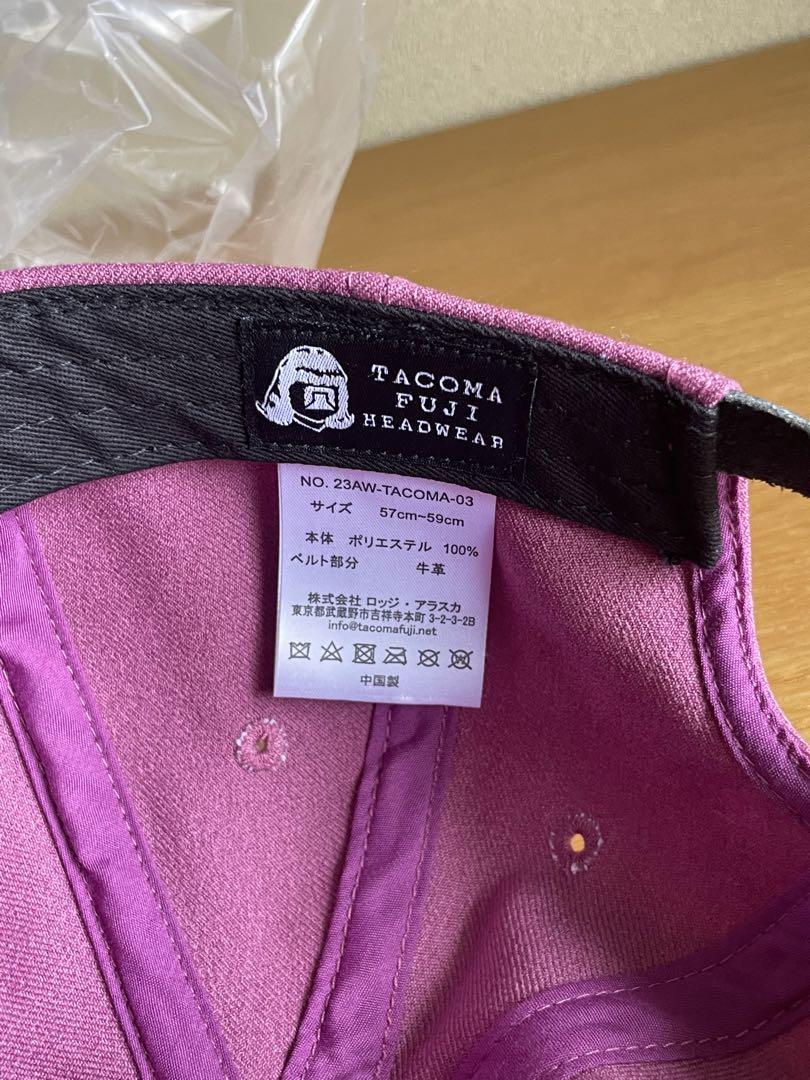 TACOMA
FUJI
HEADWEAR
NO. 23AW-TACOMA-03
サイズ 57cm~59cm
本体 ポリエステル 100%
ベルト部分 牛革
株式会社 ロッジ・アラスカ
東京都武蔵野市吉祥寺本町 3-2-3-2B
info@tacomafuji.net
中国製